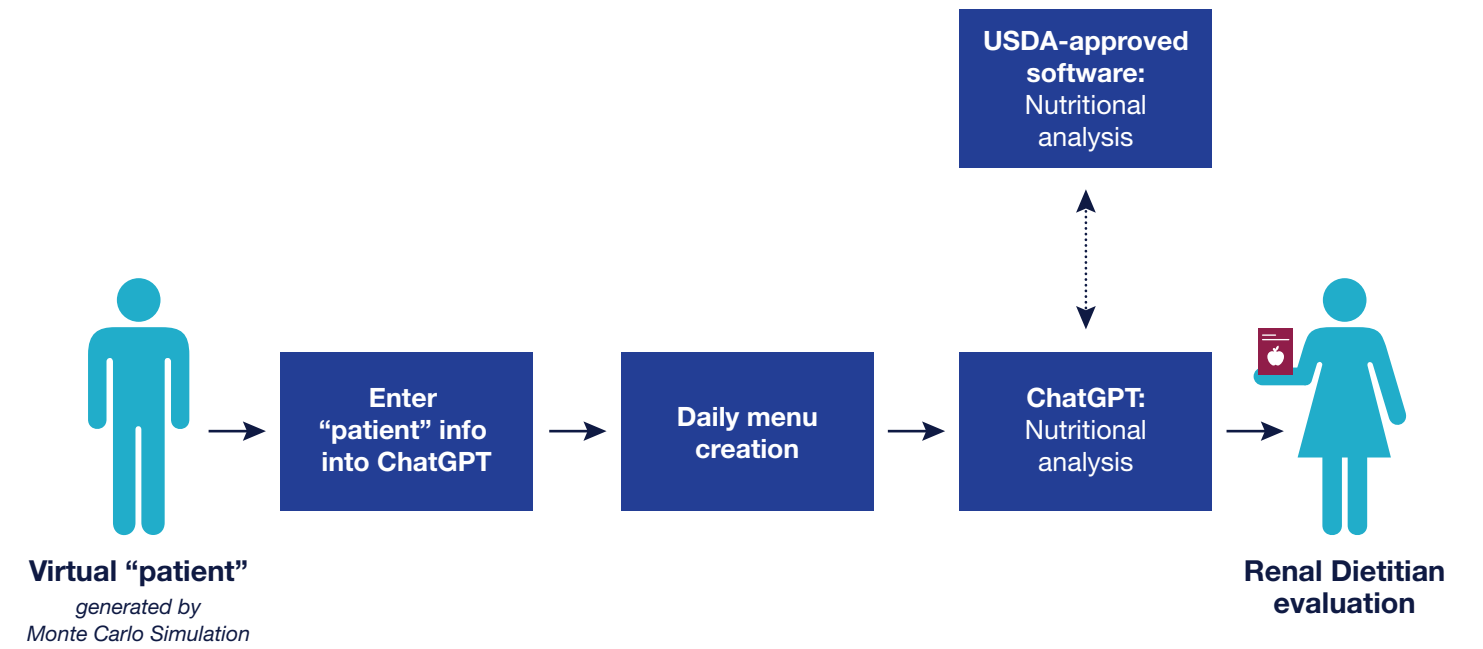 USDA-approved
software:
Nutritional
analysis
Enter
“patient” info
into ChatGPT
Daily menu
creation
ChatGPT:
Nutritional
analysis
Virtual “patient”
generated by
Monte Carlo Simulation
Renal Dietitian
evaluation